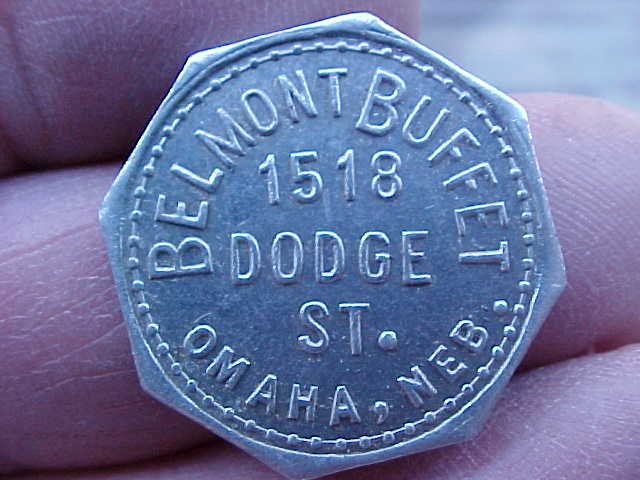 BELMONT BUFFET
1518
DODGE
ST.
OMAHA, NEB.